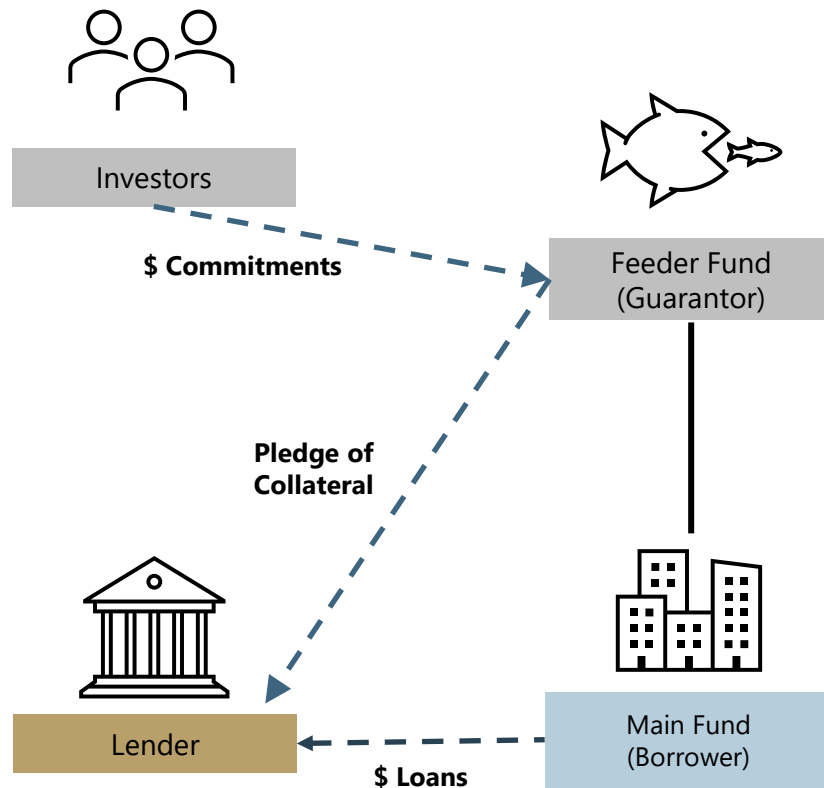 Investors
$ Commitments
Feeder Fund
(Guarantor)
Pledge of
Collateral
Lender
$ Loans
Main Fund
(Borrower)